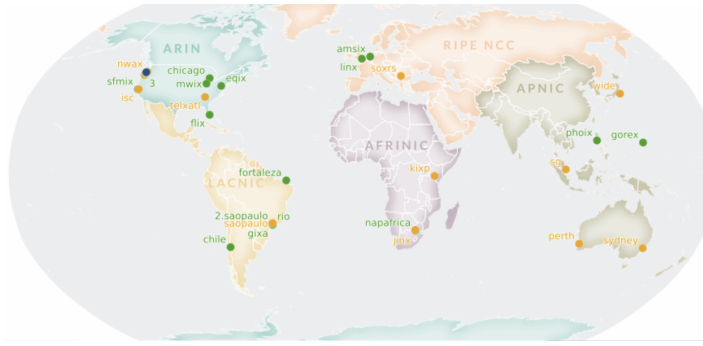 ARIN
RIPE NCC
amsix
nwax
linx
soxrs
chicago
sfmix
3
mwix
eqix
APNIC
wide
isc
telxatl
flix
phoix
gorex
AFRINIC
sg
kixp
fortaleza
LACNIC
2.saopaulo
rio
saopaulo
napafrica
gixa
chile
jinx
perth
sydney